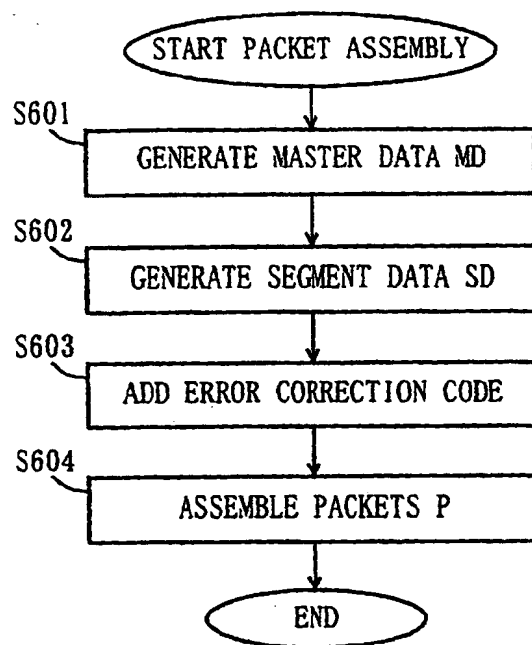 START PACKET ASSEMBLY
S601
GENERATE MASTER DATA MD
S602
GENERATE SEGMENT DATA SD
S603
ADD ERROR CORRECTION CODE
S604
ASSEMBLE PACKETS P
END